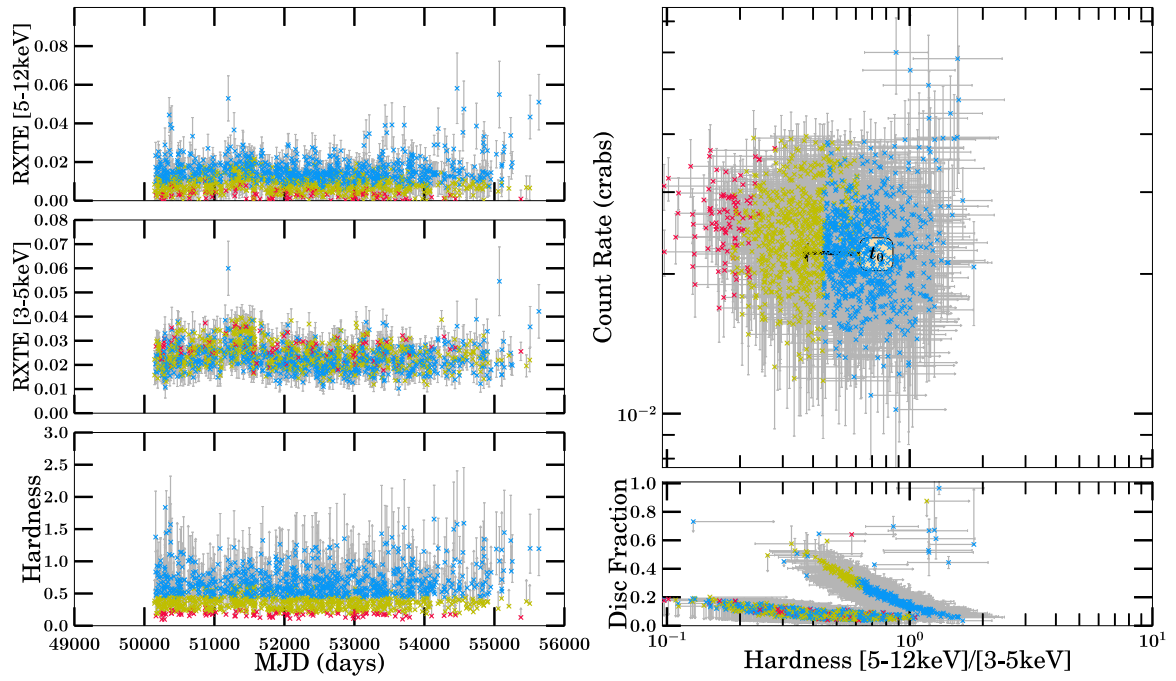 RXTE [5-12keV]
0.08
0.06
0.04
0.02
0.00
RXTE [3-5keV]
0.08
0.07
0.06
0.05
0.04
0.03
0.02
0.01
0.00
Hardness
3.0
2.5
2.0
1.5
1.0
0.5
0.0
49000 50000 51000 52000 53000 54000 55000 56000
MJD (days)
Count Rate (crabs)
10⁻²
t₀
Disc Fraction
1.0
0.8
0.6
0.4
0.2
0.0
10⁻¹ 10⁰ 10¹
Hardness [5-12keV]/[3-5keV]